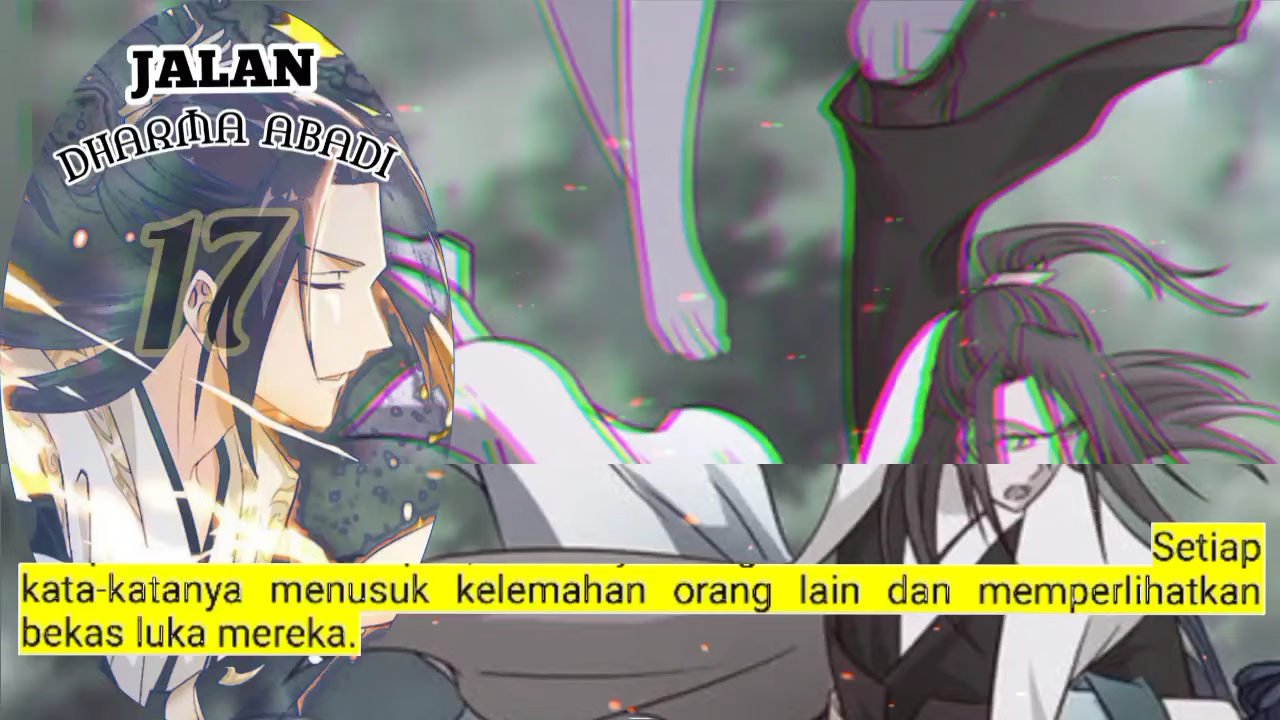 JALAN
DHARMA ABADI
17
Setiap
kata-katanya menusuk kelemahan orang lain dan memperlihatkan
bekas luka mereka.